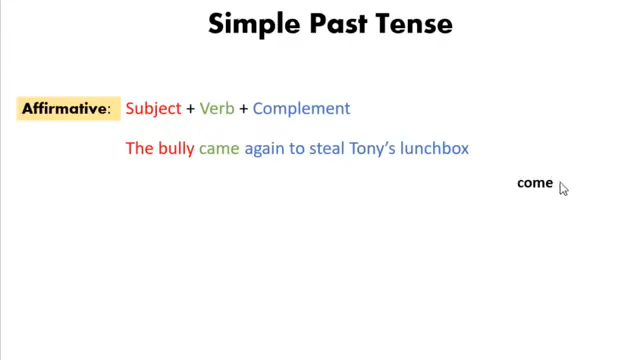 Simple Past Tense
Affirmative: Subject + Verb + Complement
The bully came again to steal Tony’s lunchbox
come